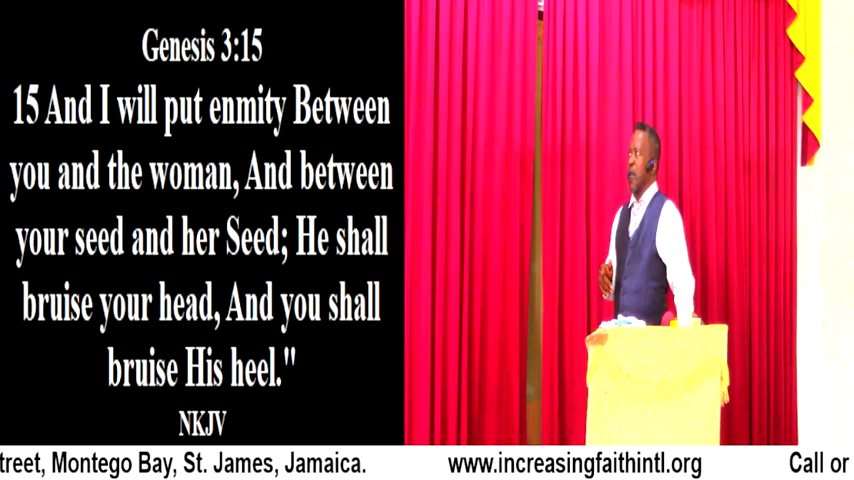 Genesis 3:15
15 And I will put enmity Between
you and the woman, And between
your seed and her Seed; He shall
bruise your head, And you shall
bruise His heel."
NKJV
treet, Montego Bay, St. James, Jamaica. www.increasingfaithintl.org Call or